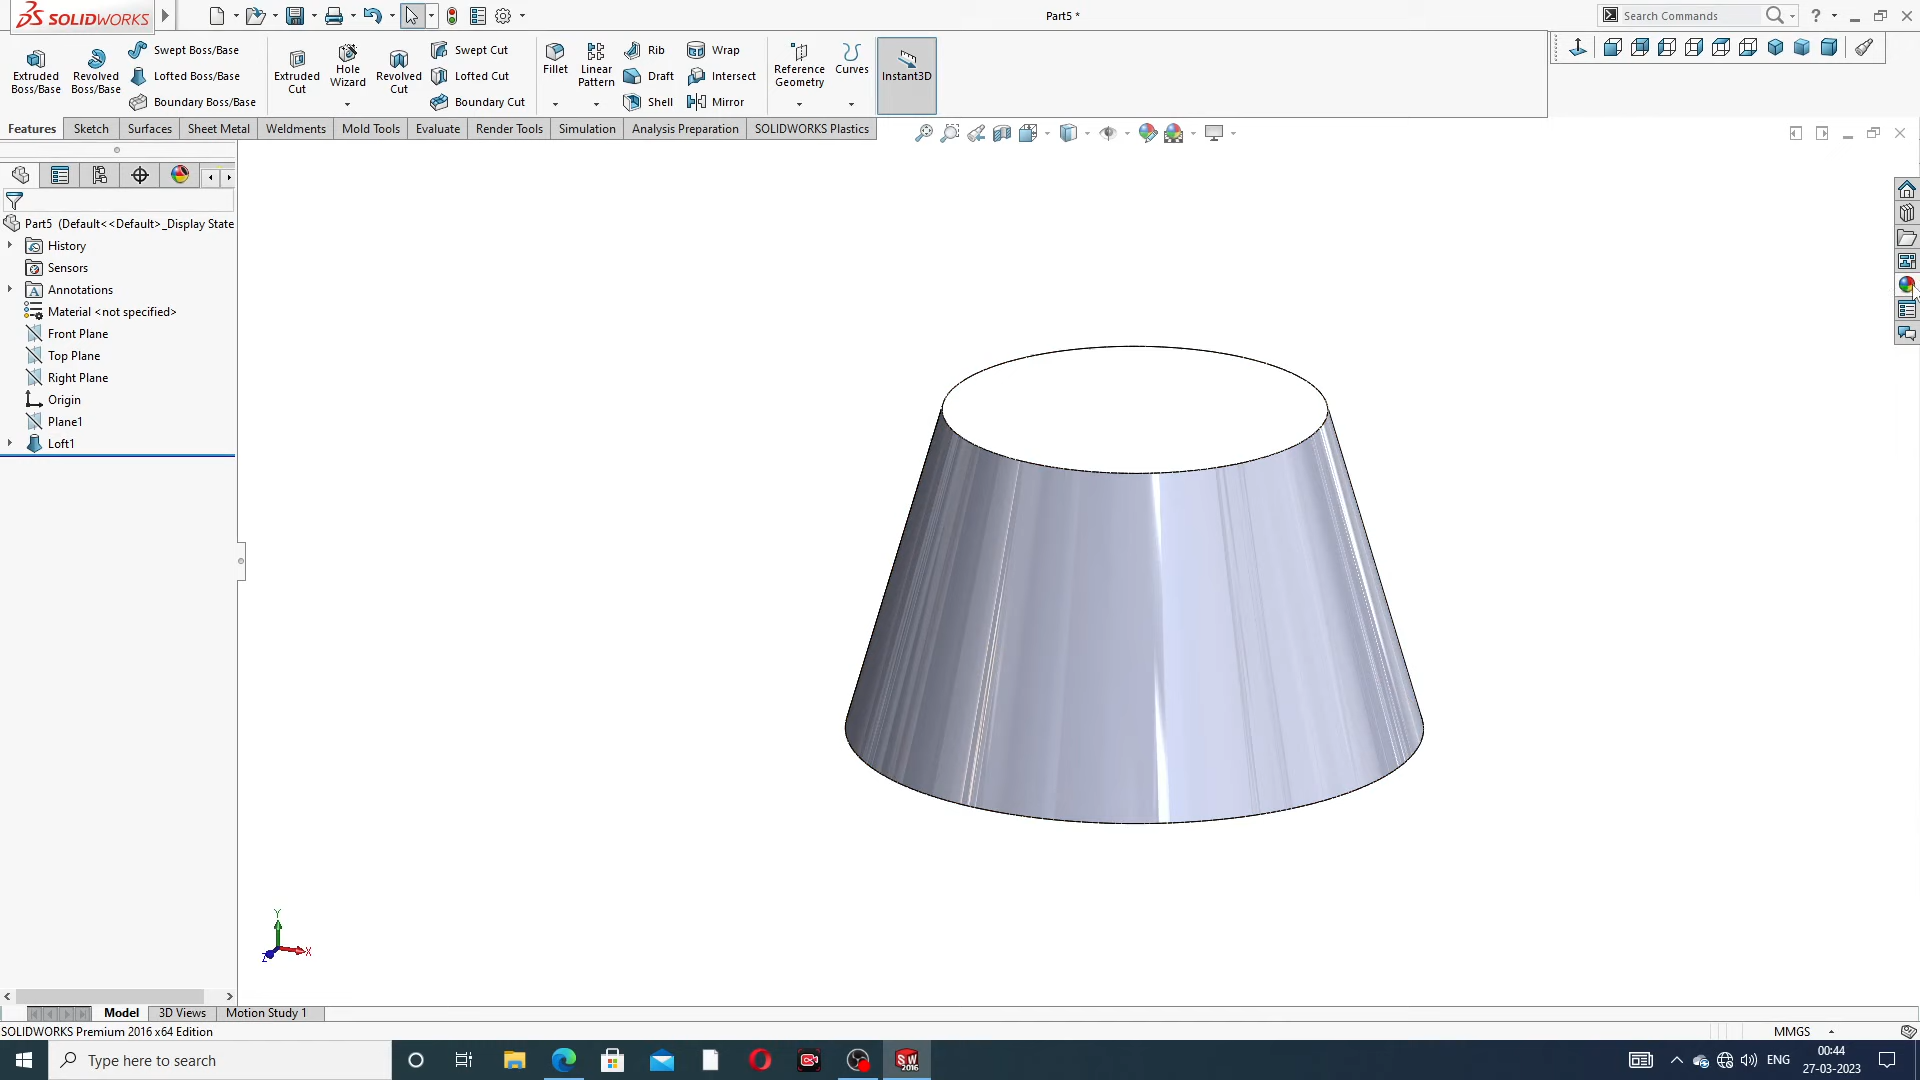 SOLIDWORKS
Part5 *
Search Commands
Extruded Boss/Base
Revolved Boss/Base
Swept Boss/Base
Lofted Boss/Base
Boundary Boss/Base
Extruded Cut
Hole Wizard
Revolved Cut
Swept Cut
Lofted Cut
Boundary Cut
Fillet
Linear Pattern
Rib
Draft
Shell
Wrap
Intersect
Mirror
Reference Geometry
Curves
Instant3D
Features
Sketch
Surfaces
Sheet Metal
Weldments
Mold Tools
Evaluate
Render Tools
Simulation
Analysis Preparation
SOLIDWORKS Plastics
Part5 (Default<<Default>_Display State
History
Sensors
Annotations
Material <not specified>
Front Plane
Top Plane
Right Plane
Origin
Plane1
Loft1
Y
X
Z
Model
3D Views
Motion Study 1
SOLIDWORKS Premium 2016 x64 Edition
MMGS
Type here to search
SW
2016
ENG
00:44
27-03-2023